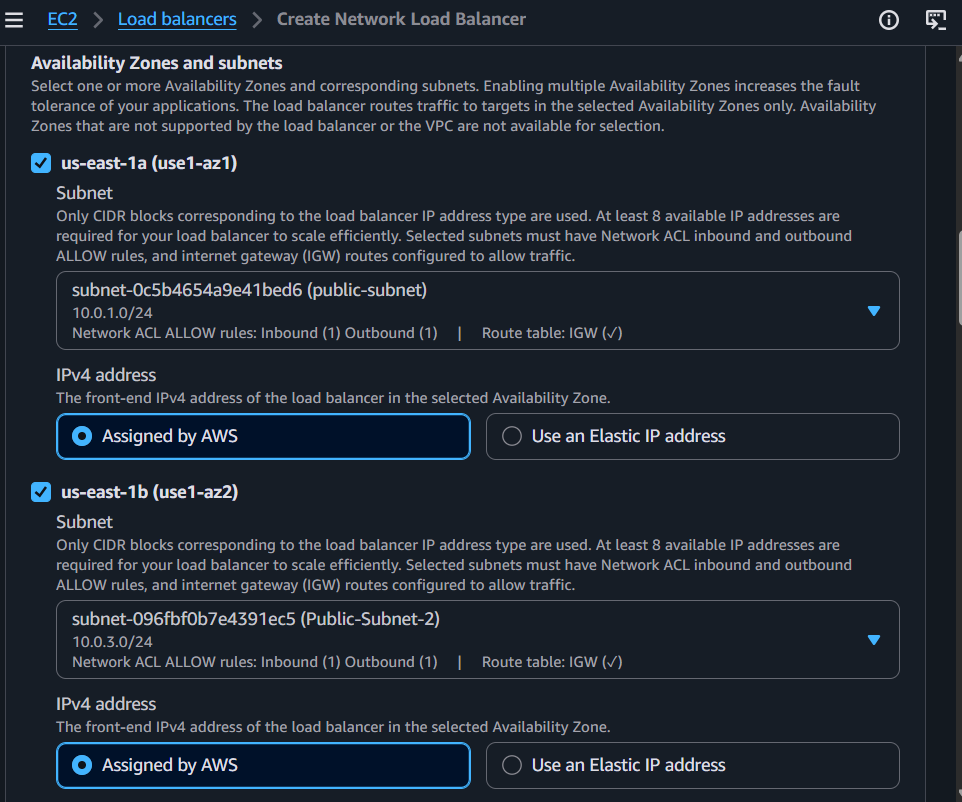 EC2 > Load balancers > Create Network Load Balancer
Availability Zones and subnets
Select one or more Availability Zones and corresponding subnets. Enabling multiple Availability Zones increases the fault
tolerance of your applications. The load balancer routes traffic to targets in the selected Availability Zones only. Availability
Zones that are not supported by the load balancer or the VPC are not available for selection.
us-east-1a (use1-az1)
Subnet
Only CIDR blocks corresponding to the load balancer IP address type are used. At least 8 available IP addresses are
required for your load balancer to scale efficiently. Selected subnets must have Network ACL inbound and outbound
ALLOW rules, and internet gateway (IGW) routes configured to allow traffic.
subnet-0c5b4654a9e41bed6 (public-subnet)
10.0.1.0/24
Network ACL ALLOW rules: Inbound (1) Outbound (1) | Route table: IGW (✓)
IPv4 address
The front-end IPv4 address of the load balancer in the selected Availability Zone.
Assigned by AWS
Use an Elastic IP address
us-east-1b (use1-az2)
Subnet
Only CIDR blocks corresponding to the load balancer IP address type are used. At least 8 available IP addresses are
required for your load balancer to scale efficiently. Selected subnets must have Network ACL inbound and outbound
ALLOW rules, and internet gateway (IGW) routes configured to allow traffic.
subnet-096fbf0b7e4391ec5 (Public-Subnet-2)
10.0.3.0/24
Network ACL ALLOW rules: Inbound (1) Outbound (1) | Route table: IGW (✓)
IPv4 address
The front-end IPv4 address of the load balancer in the selected Availability Zone.
Assigned by AWS
Use an Elastic IP address